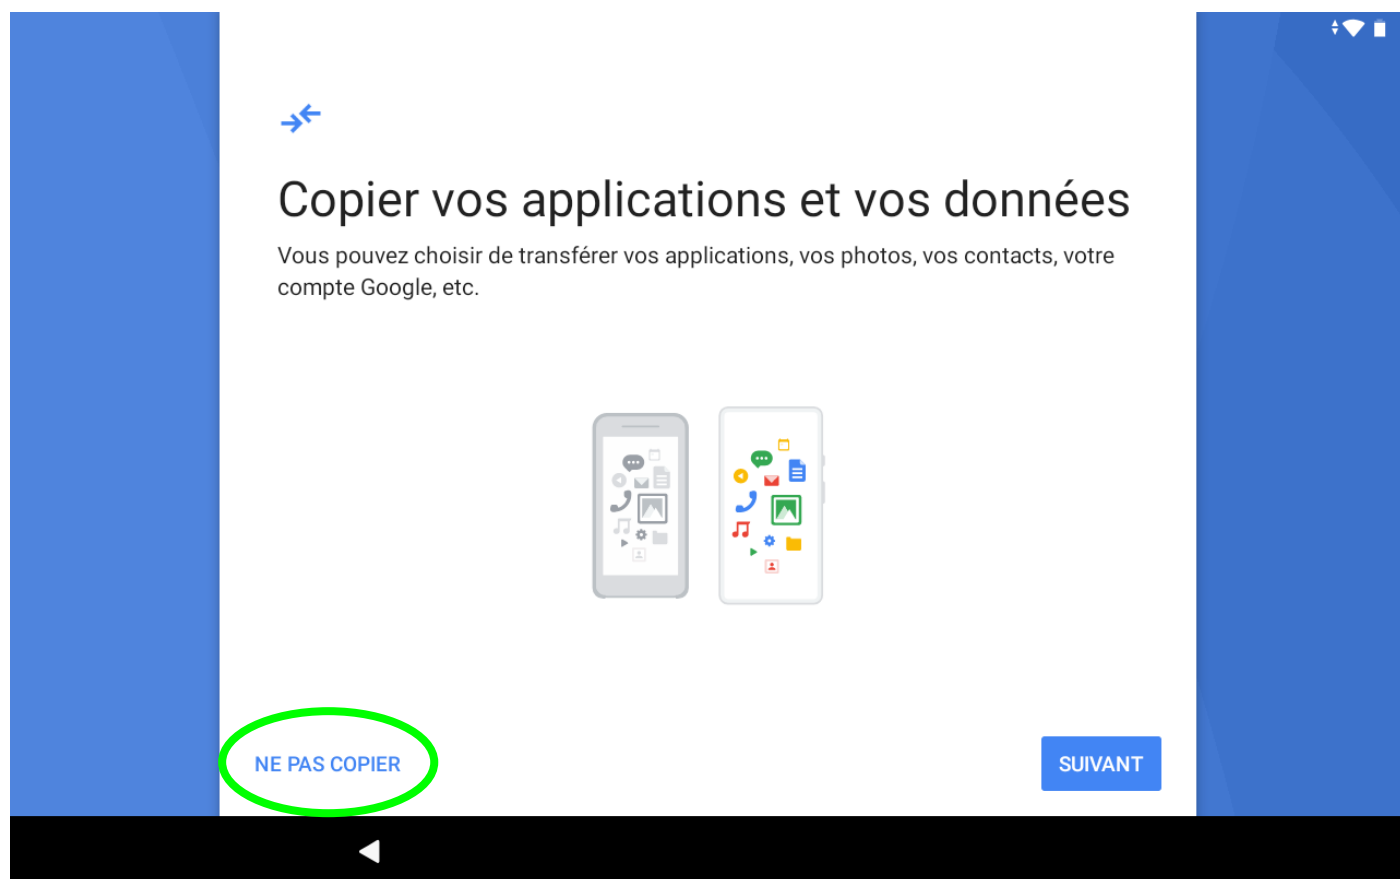 Copier vos applications et vos données
Vous pouvez choisir de transférer vos applications, vos photos, vos contacts, votre
compte Google, etc.
NE PAS COPIER
SUIVANT